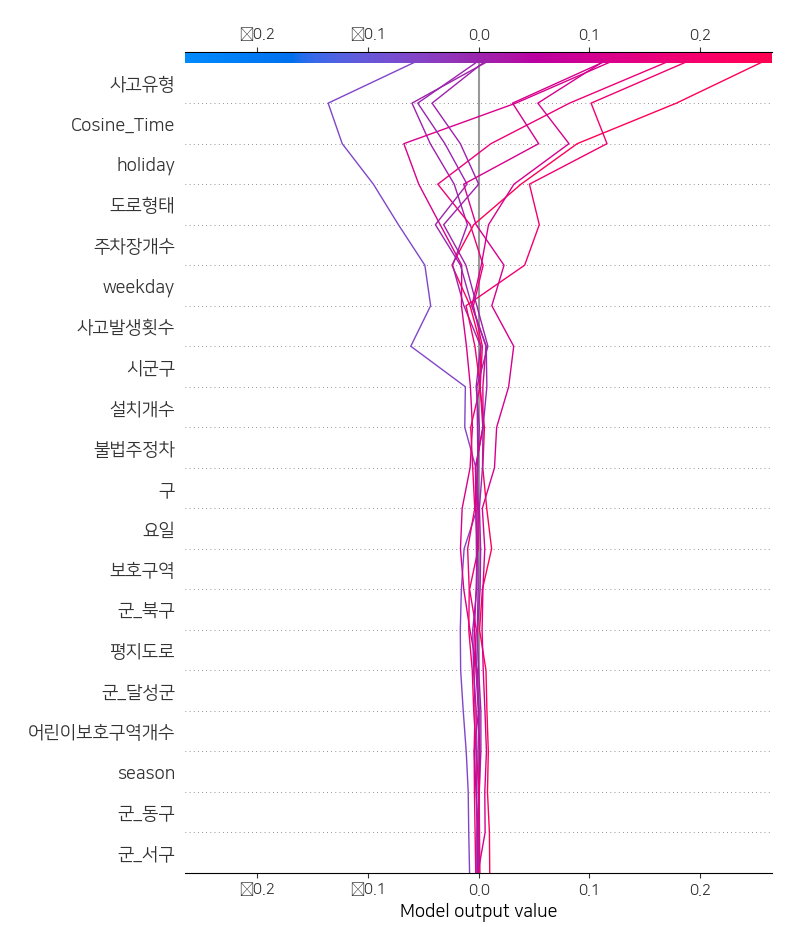 ☒0.2 ☒0.1 0.0 0.1 0.2
사고유형
Cosine_Time
holiday
도로형태
주차장개수
weekday
사고발생횟수
시군구
설치개수
불법주정차
구
요일
보호구역
군_북구
평지도로
군_달성군
어린이보호구역개수
season
군_동구
군_서구
☒0.2 ☒0.1 0.0 0.1 0.2
Model output value